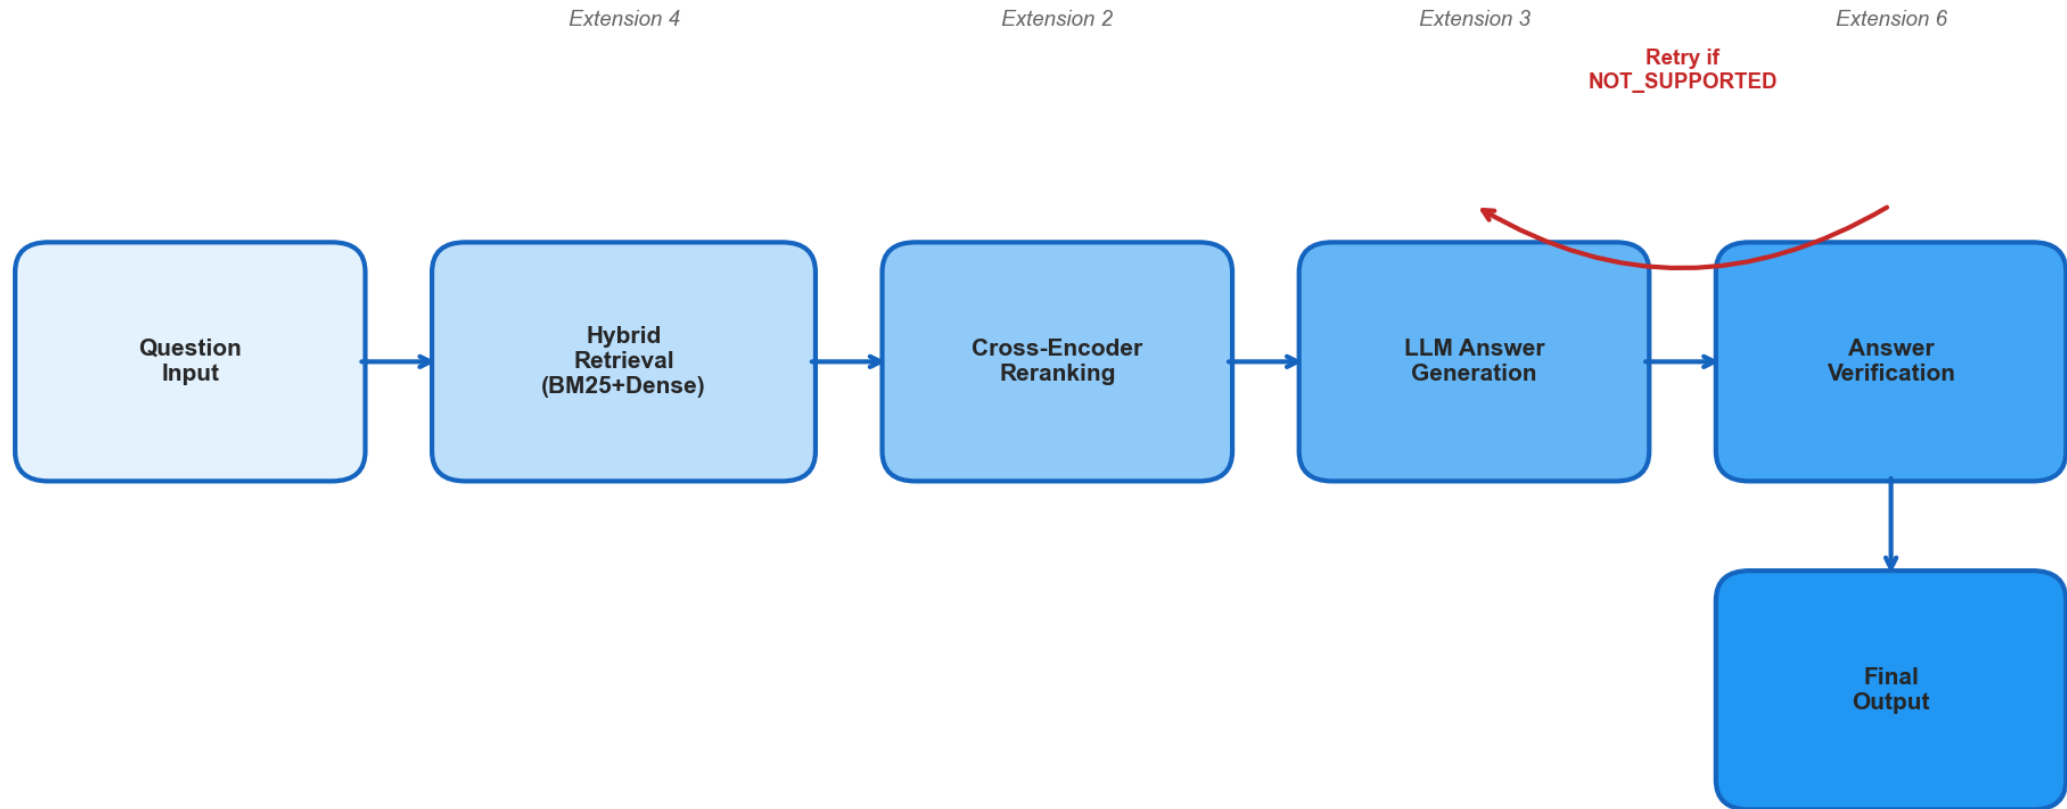 Extension 4
Extension 2
Extension 3
Extension 6
Retry if
NOT_SUPPORTED
Question
Input
Hybrid
Retrieval
(BM25+Dense)
Cross-Encoder
Reranking
LLM Answer
Generation
Answer
Verification
Final
Output